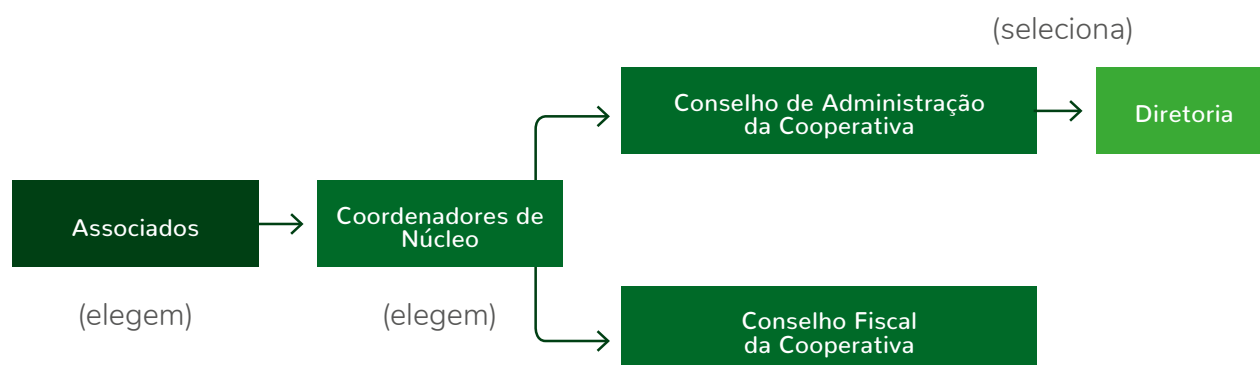 (seleciona)
Conselho de Administração
da Cooperativa
Diretoria
Associados
Coordenadores de
Núcleo
(elegem)
(elegem)
Conselho Fiscal
da Cooperativa